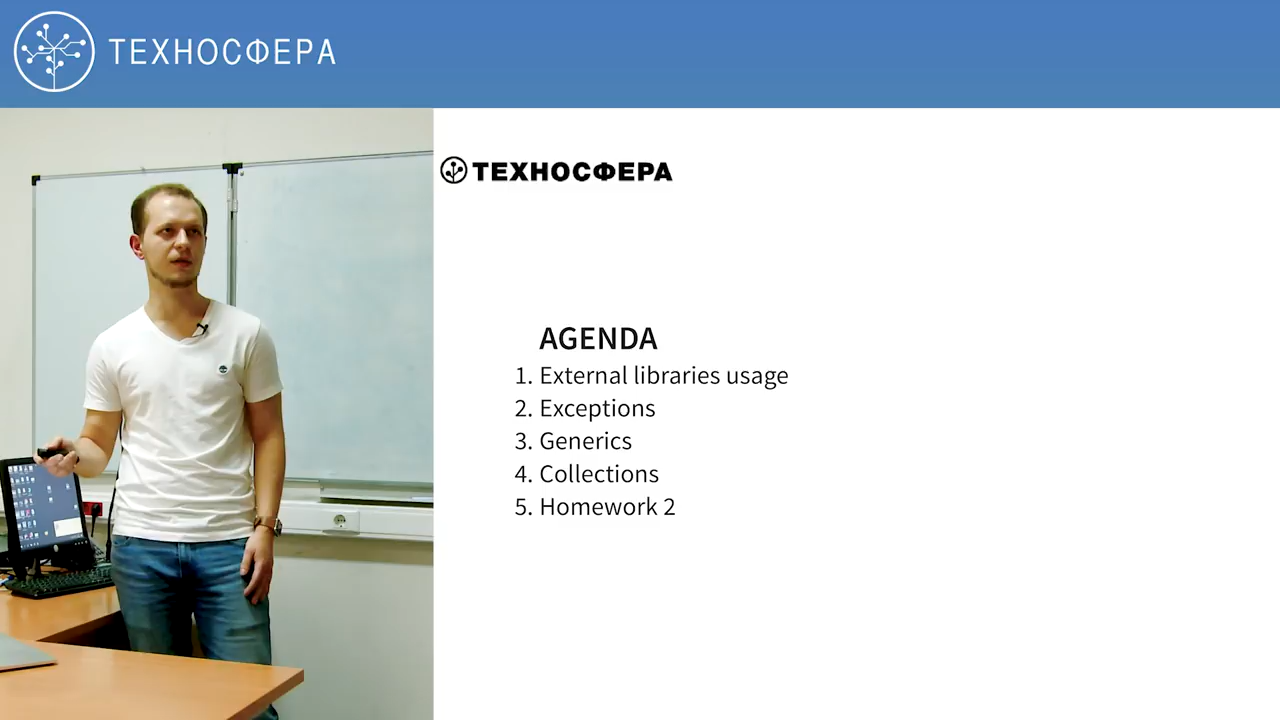 ТЕХНОСФЕРА
ТЕХНОСФЕРА
AGENDA
1. External libraries usage
2. Exceptions
3. Generics
4. Collections
5. Homework 2